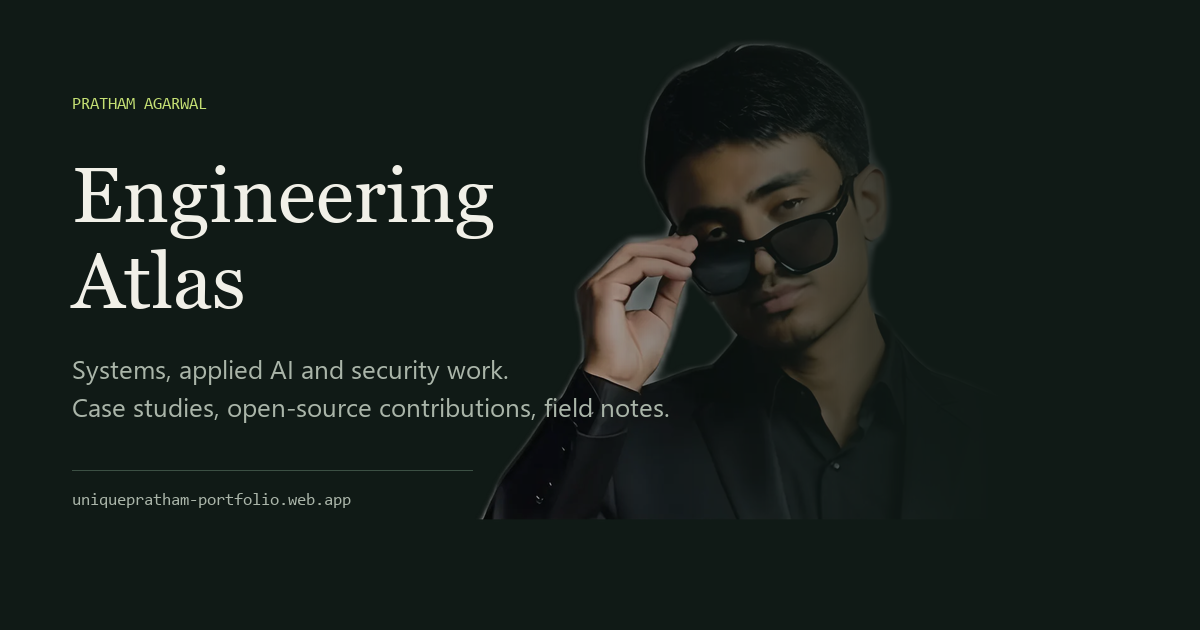 PRATHAM AGARWAL
Engineering
Atlas
Systems, applied AI and security work.
Case studies, open-source contributions, field notes.
uniquepratham-portfolio.web.app